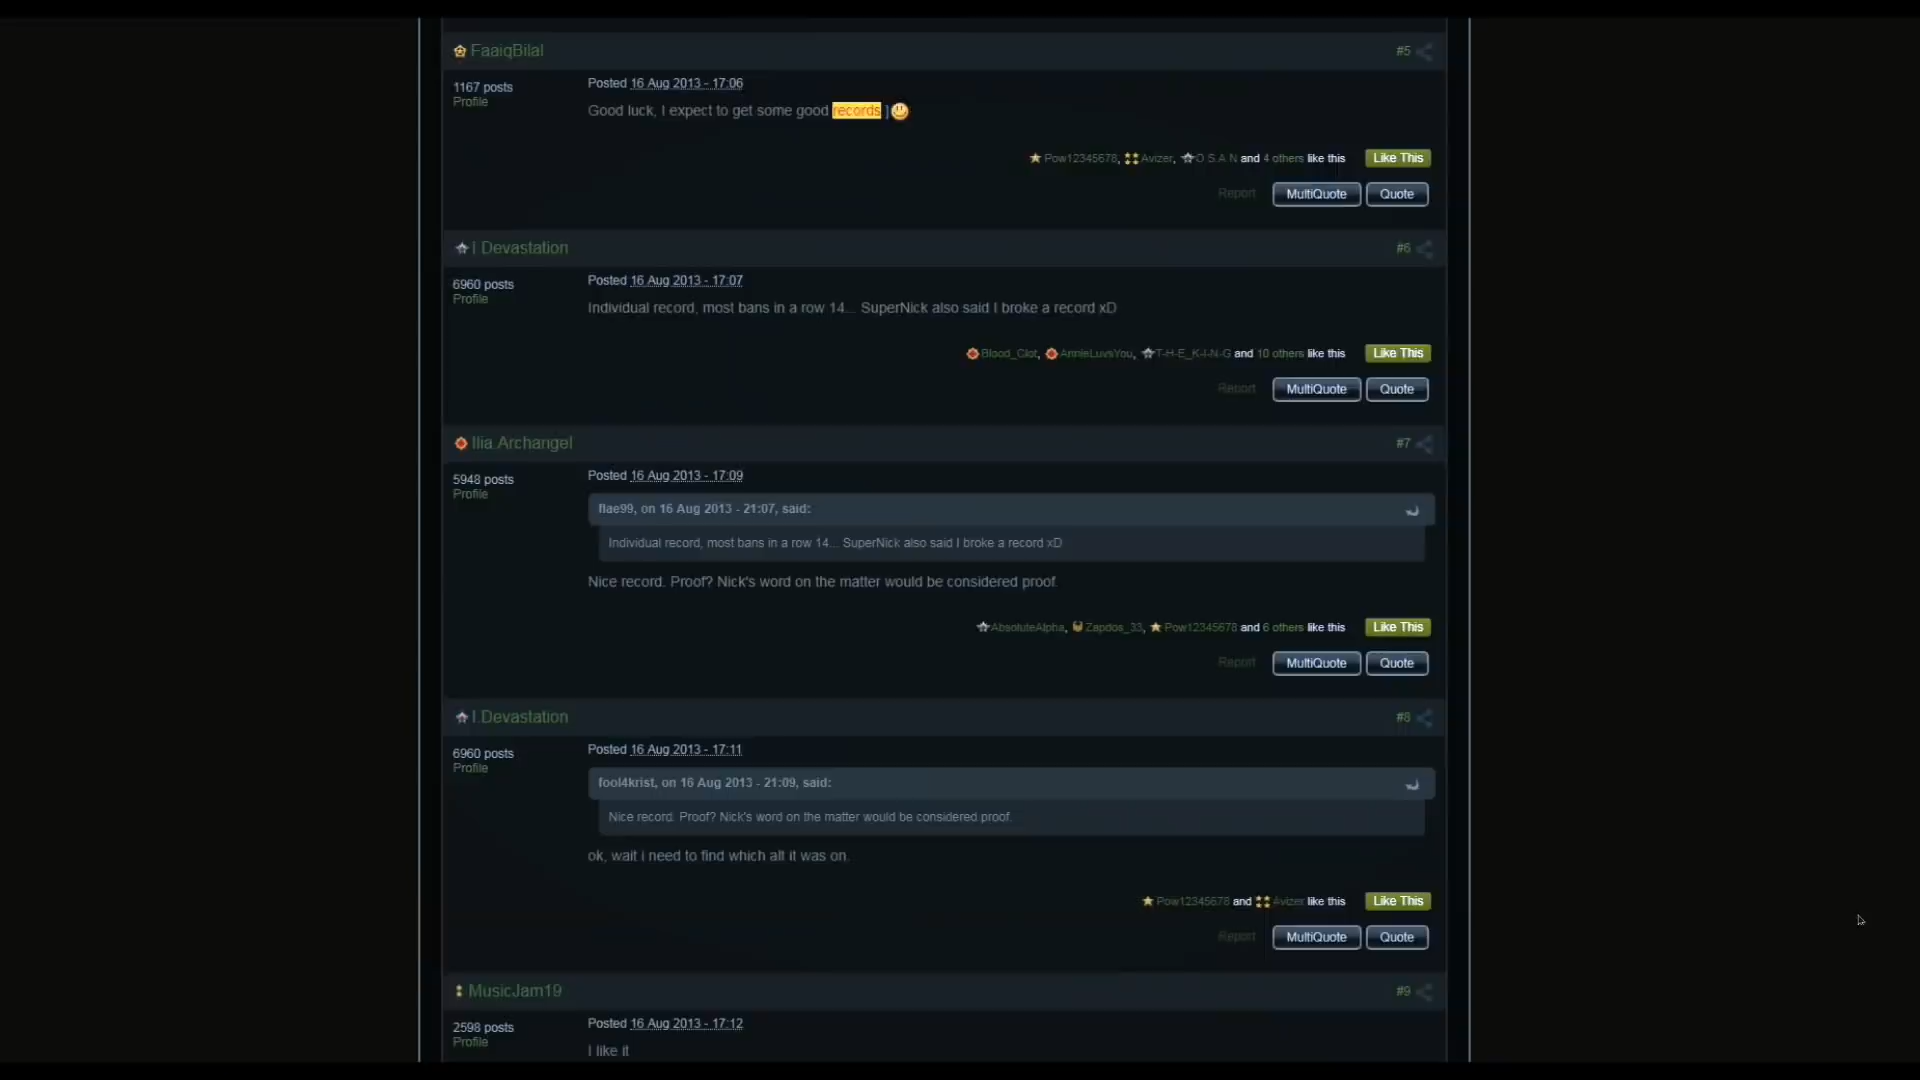 FaaiqBilal #5
1167 posts
Profile
Posted 16 Aug 2013 - 17:06
Good luck, I expect to get some good records ]
Pow12345678, Avizer, O.S.A.N and 4 others like this Like This
Report MultiQuote Quote
I.Devastation #6
6960 posts
Profile
Posted 16 Aug 2013 - 17:07
Individual record, most bans in a row 14... SuperNick also said I broke a record xD
Blood_Clot, AnnieLuvsYou, T-H-E_K-I-N-G and 10 others like this Like This
Report MultiQuote Quote
Ilia.Archangel #7
5948 posts
Profile
Posted 16 Aug 2013 - 17:09
flae99, on 16 Aug 2013 - 21:07, said:
Individual record, most bans in a row 14... SuperNick also said I broke a record xD
Nice record. Proof? Nick's word on the matter would be considered proof.
AbsoluteAlpha, Zapdos_33, Pow12345678 and 6 others like this Like This
Report MultiQuote Quote
I.Devastation #8
6960 posts
Profile
Posted 16 Aug 2013 - 17:11
fool4krist, on 16 Aug 2013 - 21:09, said:
Nice record. Proof? Nick's word on the matter would be considered proof.
ok, wait i need to find which alt it was on.
Pow12345678 and Avizer like this Like This
Report MultiQuote Quote
MusicJam19 #9
2598 posts
Profile
Posted 16 Aug 2013 - 17:12
I like it